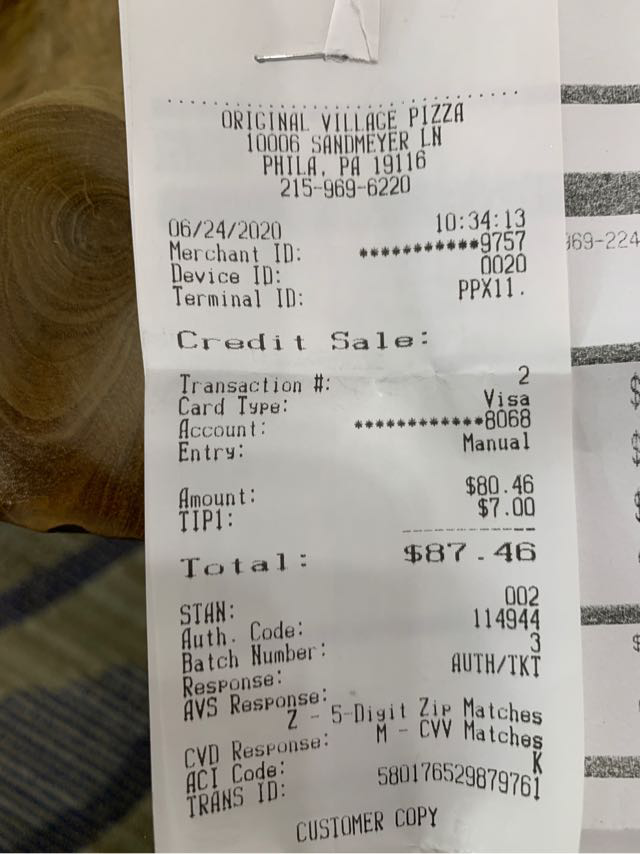 ORIGINAL VILLAGE PIZZA
10006 SANDMEYER LN
PHILA, PA 19116
215-969-6220
06/24/2020 10:34:13
Merchant ID: ***********9757
Device ID: 0020
Terminal ID: PPX11.
Credit Sale:
Transaction #: 2
Card Type: Visa
Account: ************8068
Entry: Manual
Amount: $80.46
TIP1: $7.00
Total: $87.46
STAN: 002
Auth. Code: 114944
Batch Number: 3
Response: AUTH/TKT
AVS Response:
Z - 5-Digit Zip Matches
CVD Response: M - CVV Matches
ACI Code: K
TRANS ID: 580176529879761
CUSTOMER COPY
69-224
$
$
$